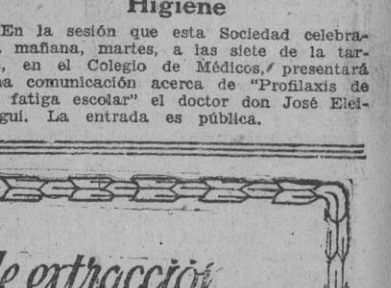 Higiene
En la sesión que esta Sociedad celebra-
mañana, martes, a las siete de la tar-
en el Colegio de Médicos, presentará
comunicación acerca de "Profilaxis de
fatiga escolar" el doctor don José Elei-
gui. La entrada es pública.
de extracción